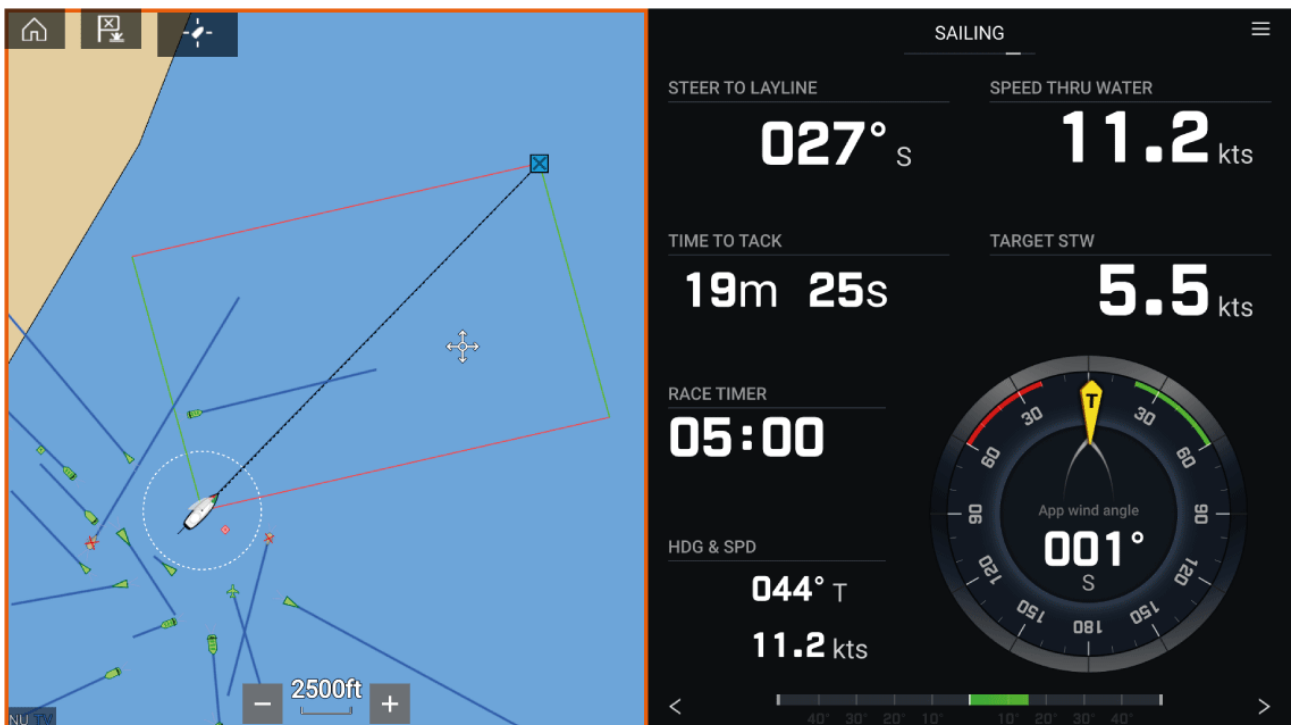 SAILING
STEER TO LAYLINE
027° S
SPEED THRU WATER
11.2 kts
TIME TO TACK
19m 25s
TARGET STW
5.5 kts
RACE TIMER
05:00
HDG & SPD
044° T
11.2 kts
T
30 30
60 60
90 90
120 120
150 150
180
App wind angle
001°
S
2500ft
- +
NU TV
< >
40° 30° 20° 10° 10° 20° 30° 40°